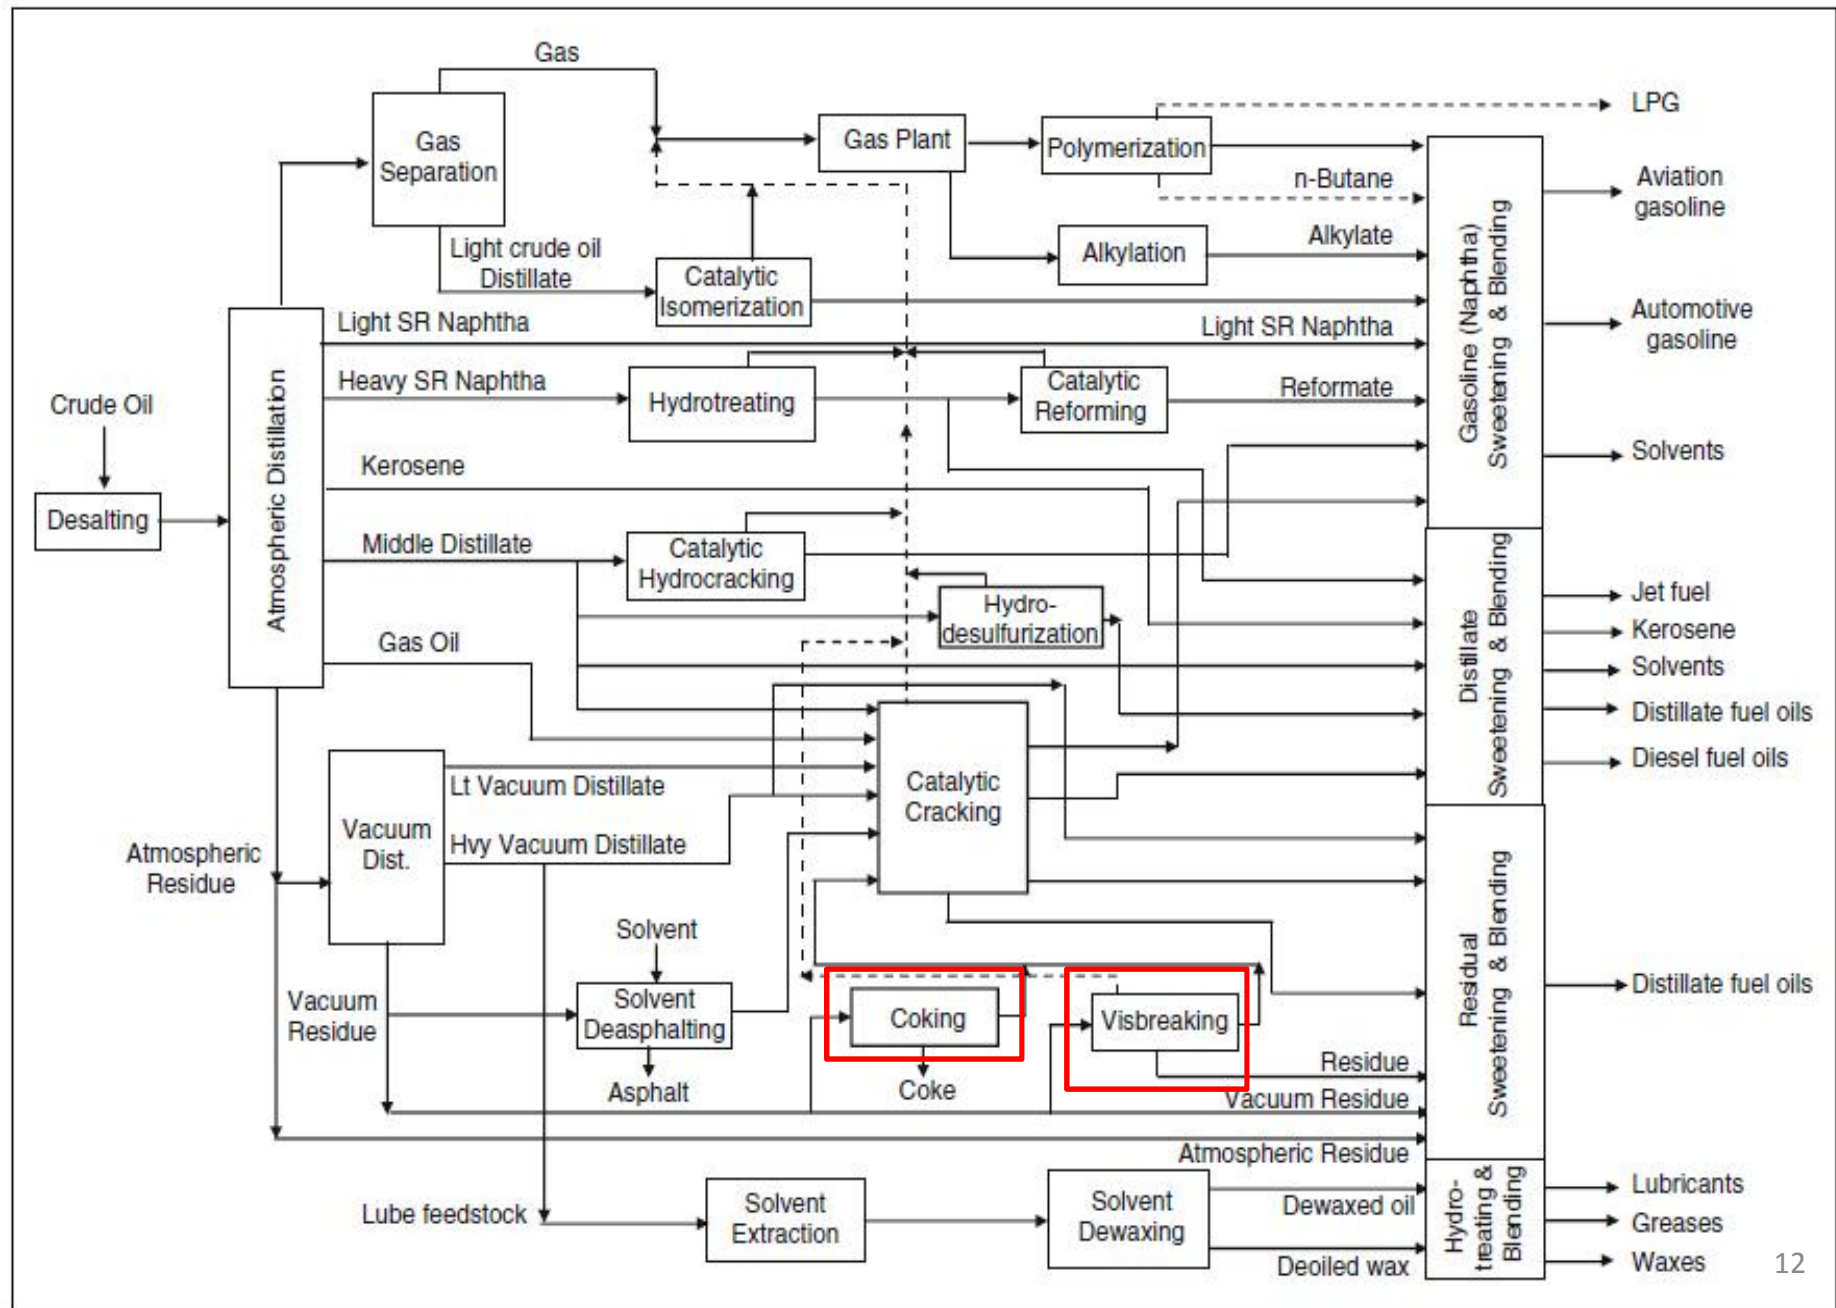 Gas
LPG
Gas
Separation
Gas Plant
Polymerization
n-Butane
Aviation
gasoline
Light crude oil
Distillate
Catalytic
Isomerization
Alkylation
Alkylate
Gasoline (Naphtha)
Sweetening & Blending
Automotive
gasoline
Light SR Naphtha
Light SR Naphtha
Crude Oil
Atmospheric Distillation
Heavy SR Naphtha
Hydrotreating
Catalytic
Reforming
Reformate
Solvents
Kerosene
Desalting
Middle Distillate
Catalytic
Hydrocracking
Hydro-
desulfurization
Distillate
Sweetening & Blending
Jet fuel
Kerosene
Solvents
Distillate fuel oils
Diesel fuel oils
Gas Oil
Lt Vacuum Distillate
Catalytic
Cracking
Vacuum
Dist.
Hvy Vacuum Distillate
Atmospheric
Residue
Solvent
Residual
Sweetening & Blending
Vacuum
Residue
Solvent
Deasphalting
Coking
Visbreaking
Distillate fuel oils
Asphalt
Coke
Residue
Vacuum Residue
Atmospheric Residue
Lube feedstock
Solvent
Extraction
Solvent
Dewaxing
Dewaxed oil
Deoiled wax
Hydro-
treating &
Blending
Lubricants
Greases
Waxes
12